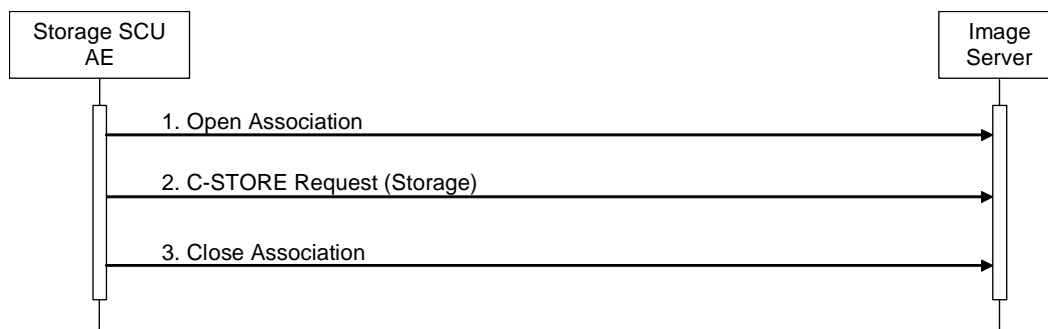 Storage SCU
AE
Image
Server
1. Open Association
2. C-STORE Request (Storage)
3. Close Association